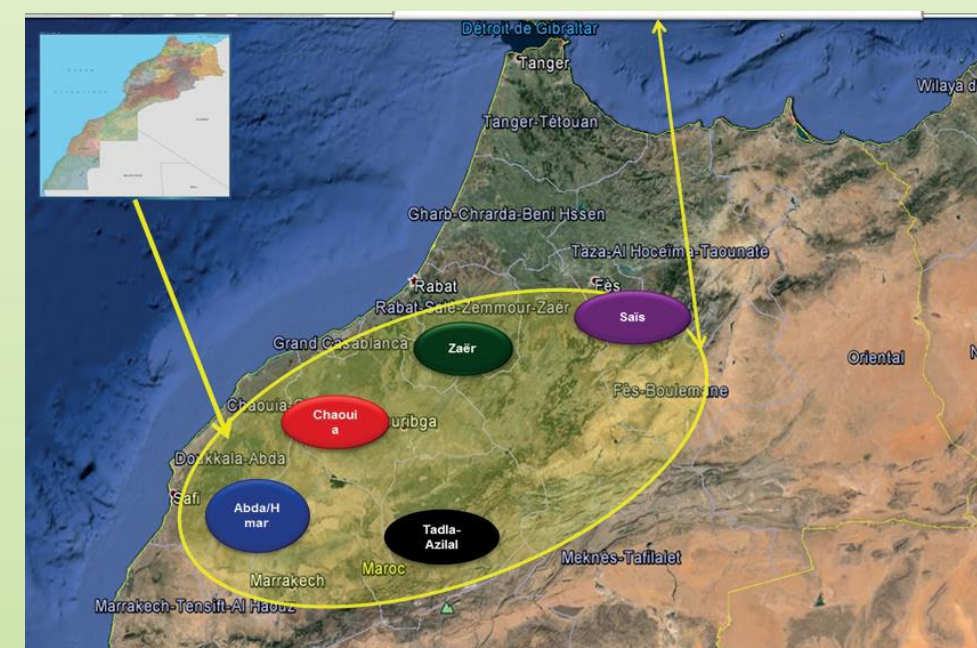 Détroit de Gibraltar
Tanger
Wilaya d
Tanger-Tétouan
Gharb-Chrarda-Beni Hssen
Taza-Al Hoceïma-Taounate
Rabat
Fès
Rabat-Salé-Zemmour-Zaër
Saïs
Grand Casablanca
Zaër
Oriental
N
Fès-Boulemane
Chaouia-
Chaoui
a
uribga
Doukkala-Abda
Safi
Abda/H
mar
Tadla-
Azilal
Meknès-Tafilalet
Maroc
Marrakech
Marrakech-Tensift-Al Haouz